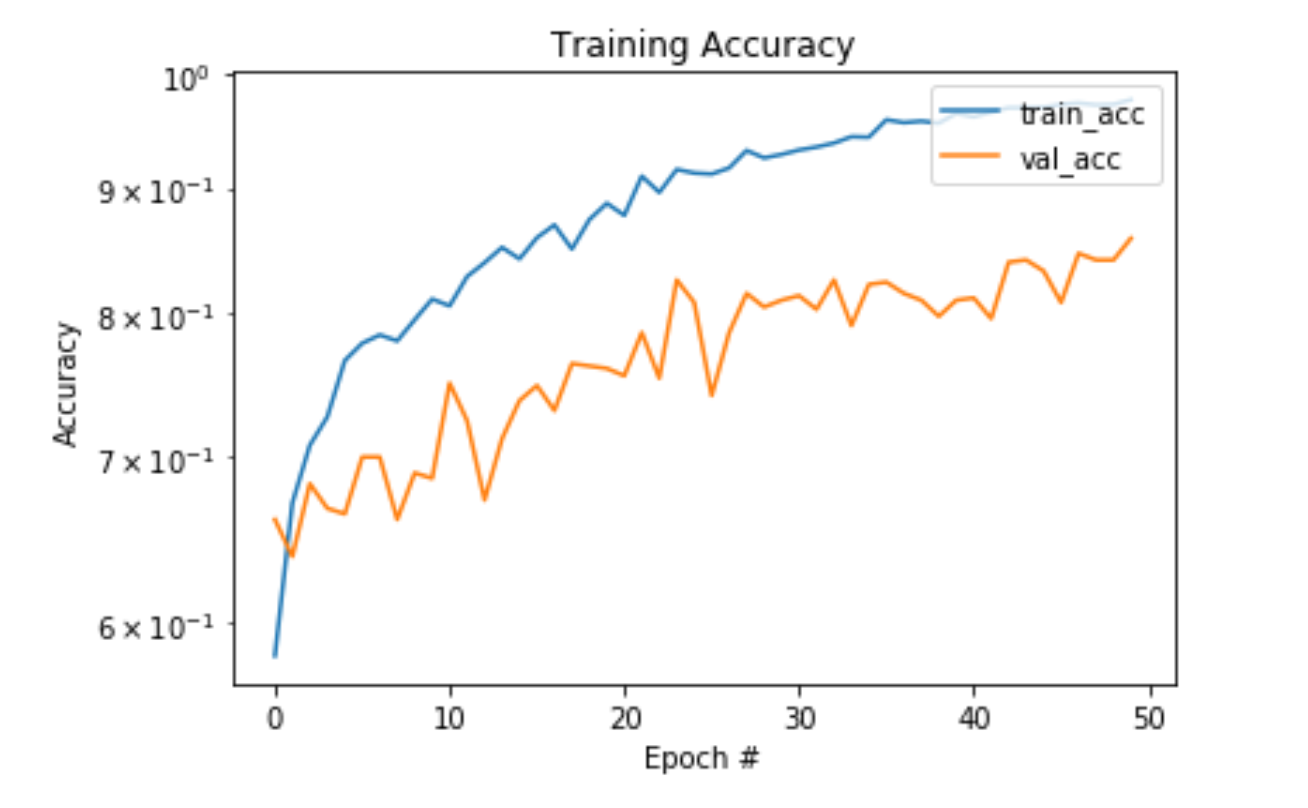 Training Accuracy
10⁰
9 × 10⁻¹
8 × 10⁻¹
7 × 10⁻¹
6 × 10⁻¹
Accuracy
train_acc
val_acc
0 10 20 30 40 50
Epoch #